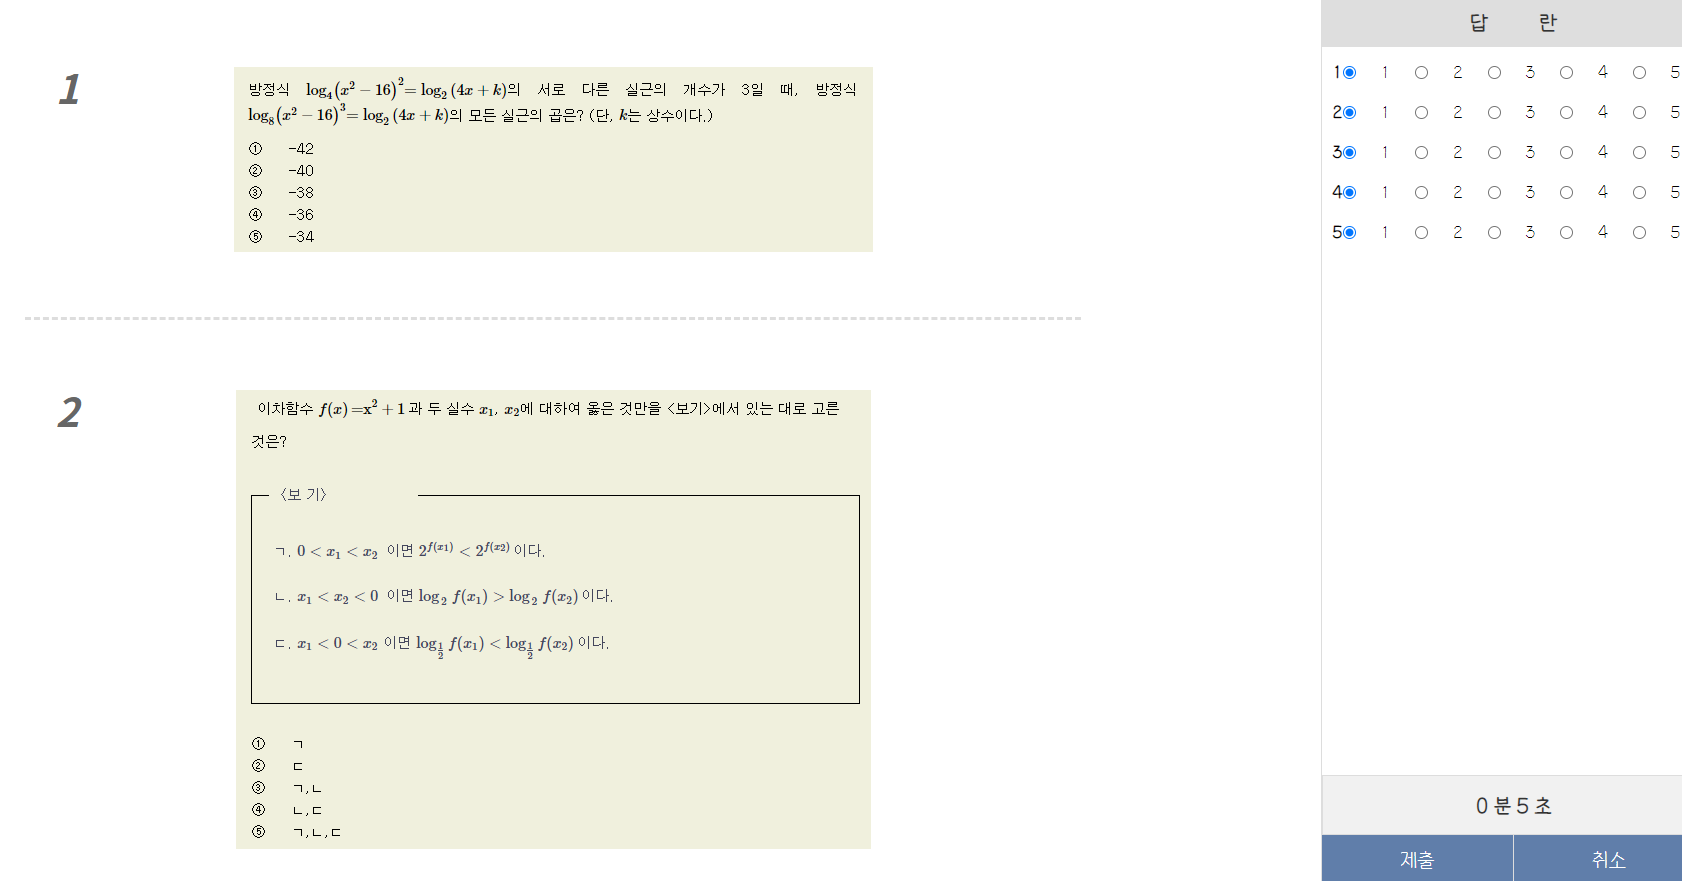 1
방정식 log₄(x² − 16)² = log₂(4x + k)의 서로 다른 실근의 개수가 3일 때, 방정식
log₈(x² − 16)³ = log₂(4x + k)의 모든 실근의 곱은? (단, k는 상수이다.)
① -42
② -40
③ -38
④ -36
⑤ -34
2
이차함수 f(x) =x² + 1 과 두 실수 x₁, x₂에 대하여 옳은 것만을 <보기>에서 있는 대로 고른
것은?
〈보 기〉
ㄱ. 0 < x₁ < x₂ 이면 2^{f(x₁)} < 2^{f(x₂)} 이다.
ㄴ. x₁ < x₂ < 0 이면 log₂ f(x₁) > log₂ f(x₂) 이다.
ㄷ. x₁ < 0 < x₂ 이면 log_{1/2} f(x₁) < log_{1/2} f(x₂) 이다.
① ㄱ
② ㄷ
③ ㄱ,ㄴ
④ ㄴ,ㄷ
⑤ ㄱ,ㄴ,ㄷ
답 란
1 1 2 3 4 5
2 1 2 3 4 5
3 1 2 3 4 5
4 1 2 3 4 5
5 1 2 3 4 5
0 분 5 초
제출 취소